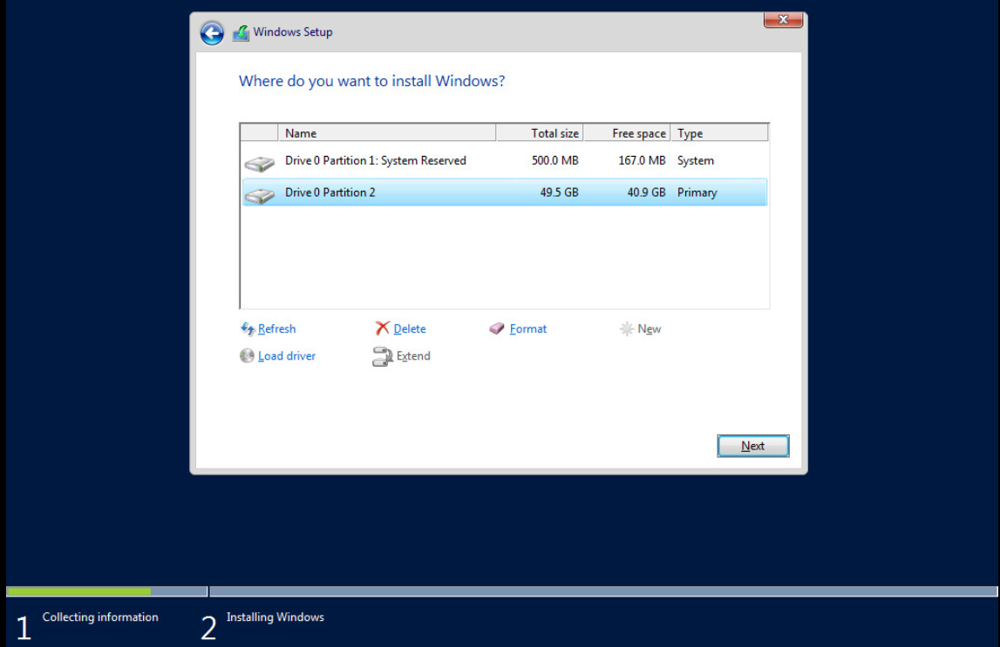 Windows Setup
Where do you want to install Windows?
Name Total size Free space Type
Drive 0 Partition 1: System Reserved 500.0 MB 167.0 MB System
Drive 0 Partition 2 49.5 GB 40.9 GB Primary
Refresh Delete Format New
Load driver Extend
Next
1 Collecting information 2 Installing Windows